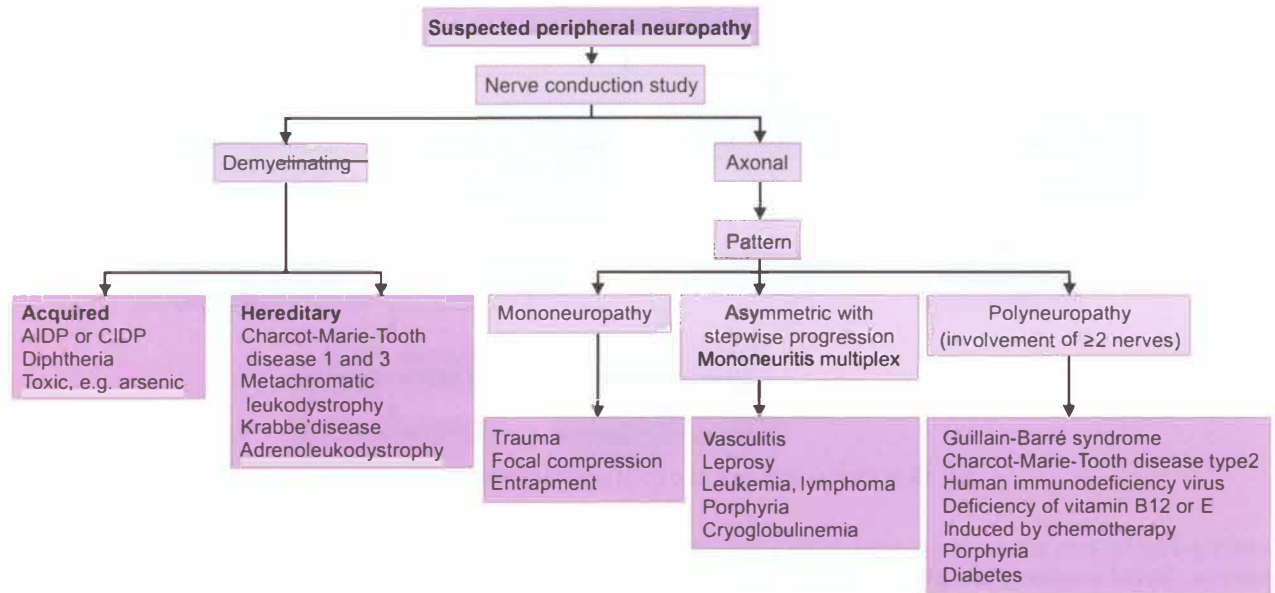 Suspected peripheral neuropathy
Nerve conduction study
Demyelinating
Axonal
Pattern
Acquired
AIDP or CIDP
Diphtheria
Toxic, e.g. arsenic
Hereditary
Charcot-Marie-Tooth
disease 1 and 3
Metachromatic
leukodystrophy
Krabbe`disease
Adrenoleukodystrophy
Mononeuropathy
Asymmetric with
stepwise progression
Mononeuritis multiplex
Polyneuropathy
(involvement of ≥2 nerves)
Trauma
Focal compression
Entrapment
Vasculitis
Leprosy
Leukemia, lymphoma
Porphyria
Cryoglobulinemia
Guillain-Barré syndrome
Charcot-Marie-Tooth disease type2
Human immunodeficiency virus
Deficiency of vitamin B12 or E
Induced by chemotherapy
Porphyria
Diabetes